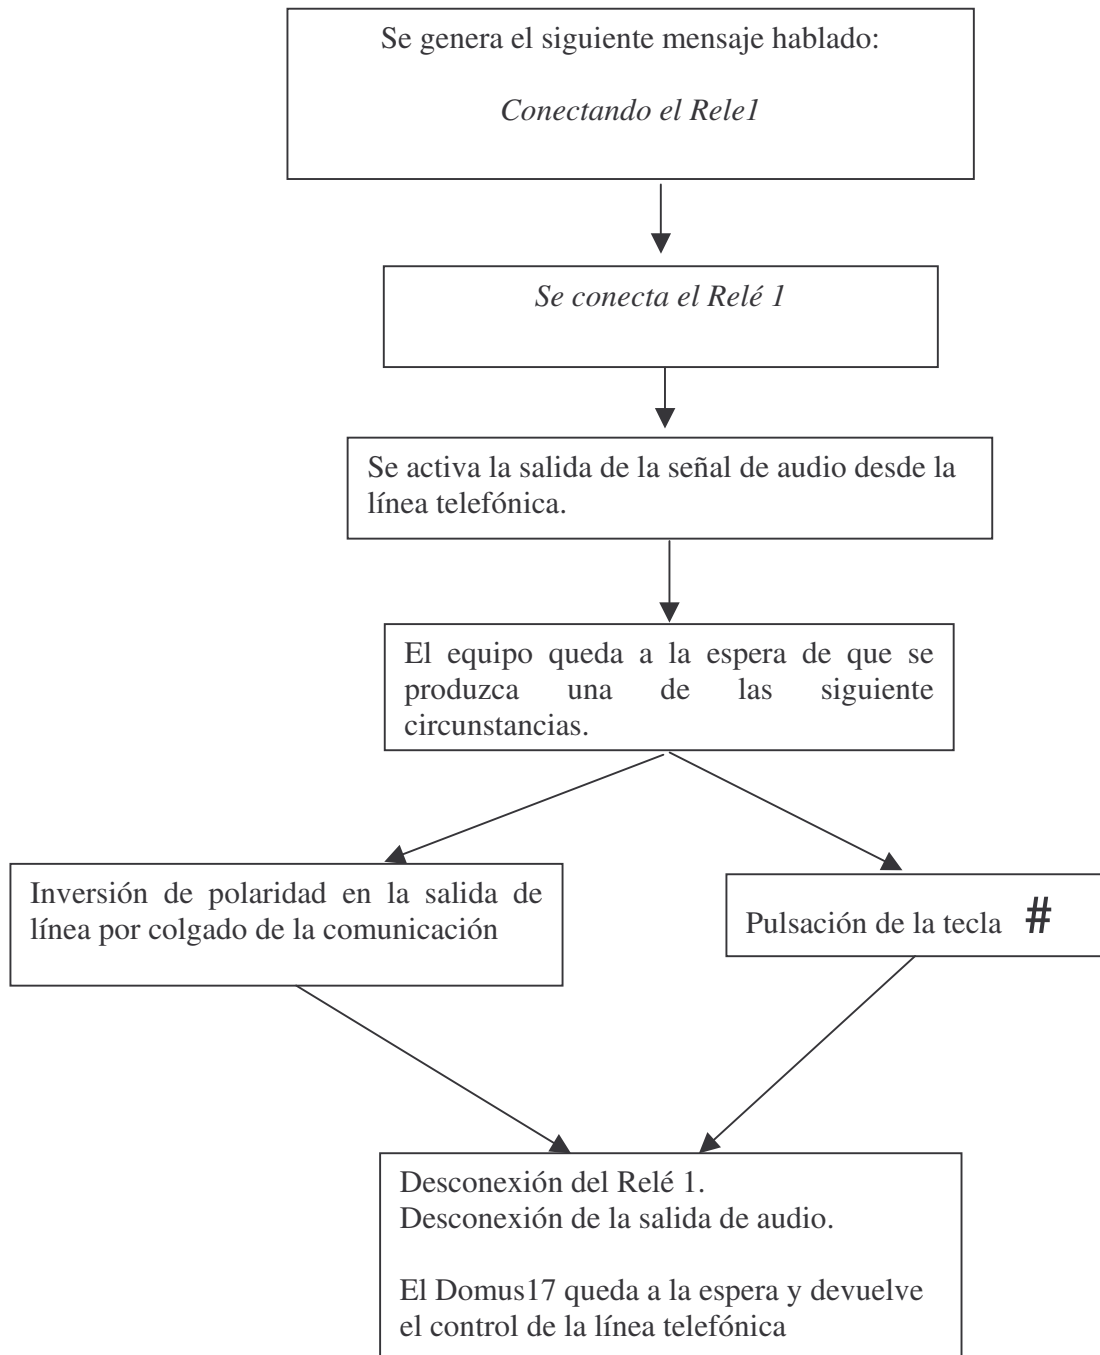 Se genera el siguiente mensaje hablado:
Conectando el Rele1
Se conecta el Relé 1
Se activa la salida de la señal de audio desde la
línea telefónica.
El equipo queda a la espera de que se
produzca una de las siguiente
circunstancias.
Inversión de polaridad en la salida de
línea por colgado de la comunicación
Pulsación de la tecla #
Desconexión del Relé 1.
Desconexión de la salida de audio.
El Domus17 queda a la espera y devuelve
el control de la línea telefónica